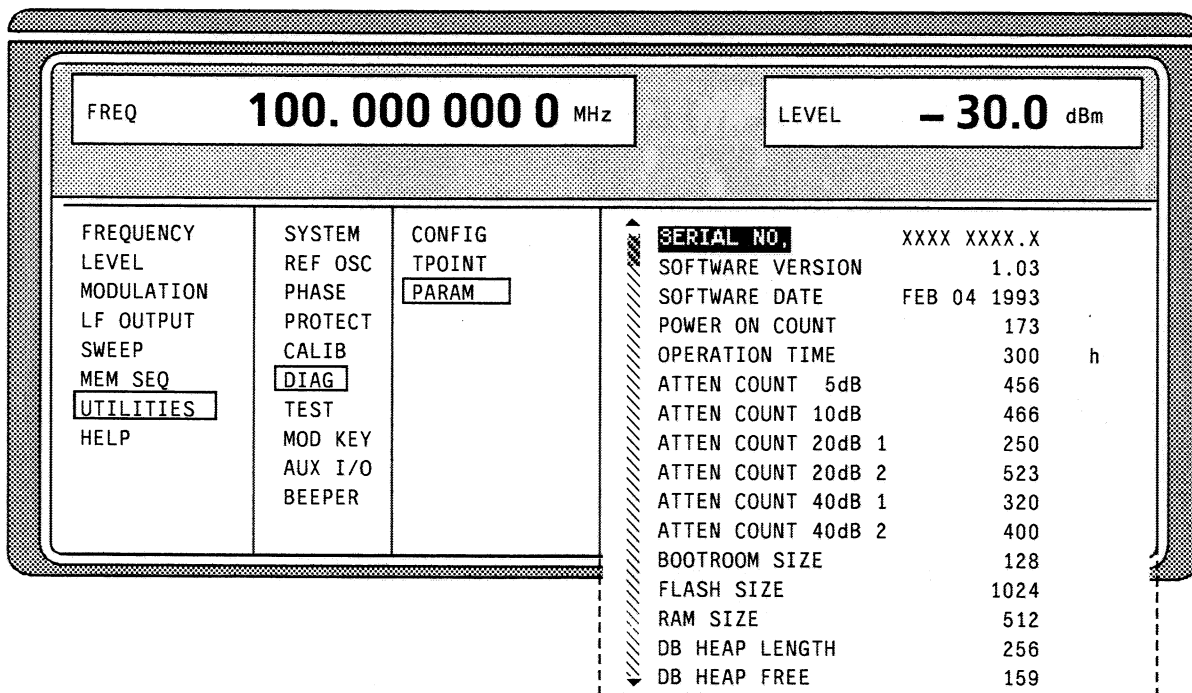 FREQ 100. 000 000 0 MHz
LEVEL – 30.0 dBm
FREQUENCY
LEVEL
MODULATION
LF OUTPUT
SWEEP
MEM SEQ
UTILITIES
HELP
SYSTEM
REF OSC
PHASE
PROTECT
CALIB
DIAG
TEST
MOD KEY
AUX I/O
BEEPER
CONFIG
TPOINT
PARAM
SERIAL NO. XXXX XXXX.X
SOFTWARE VERSION 1.03
SOFTWARE DATE FEB 04 1993
POWER ON COUNT 173
OPERATION TIME 300 h
ATTEN COUNT 5dB 456
ATTEN COUNT 10dB 466
ATTEN COUNT 20dB 1 250
ATTEN COUNT 20dB 2 523
ATTEN COUNT 40dB 1 320
ATTEN COUNT 40dB 2 400
BOOTROOM SIZE 128
FLASH SIZE 1024
RAM SIZE 512
DB HEAP LENGTH 256
DB HEAP FREE 159